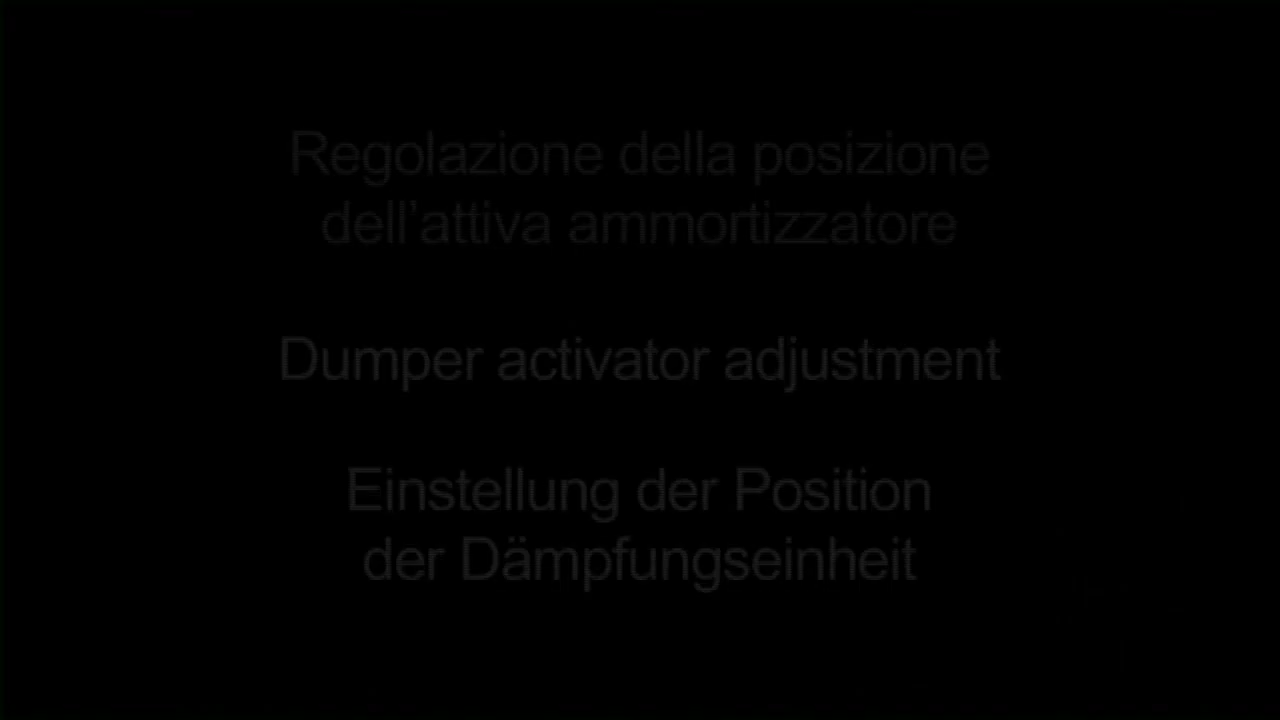 Regolazione della posizione
dell’attiva ammortizzatore
Dumper activator adjustment
Einstellung der Position
der Dämpfungseinheit